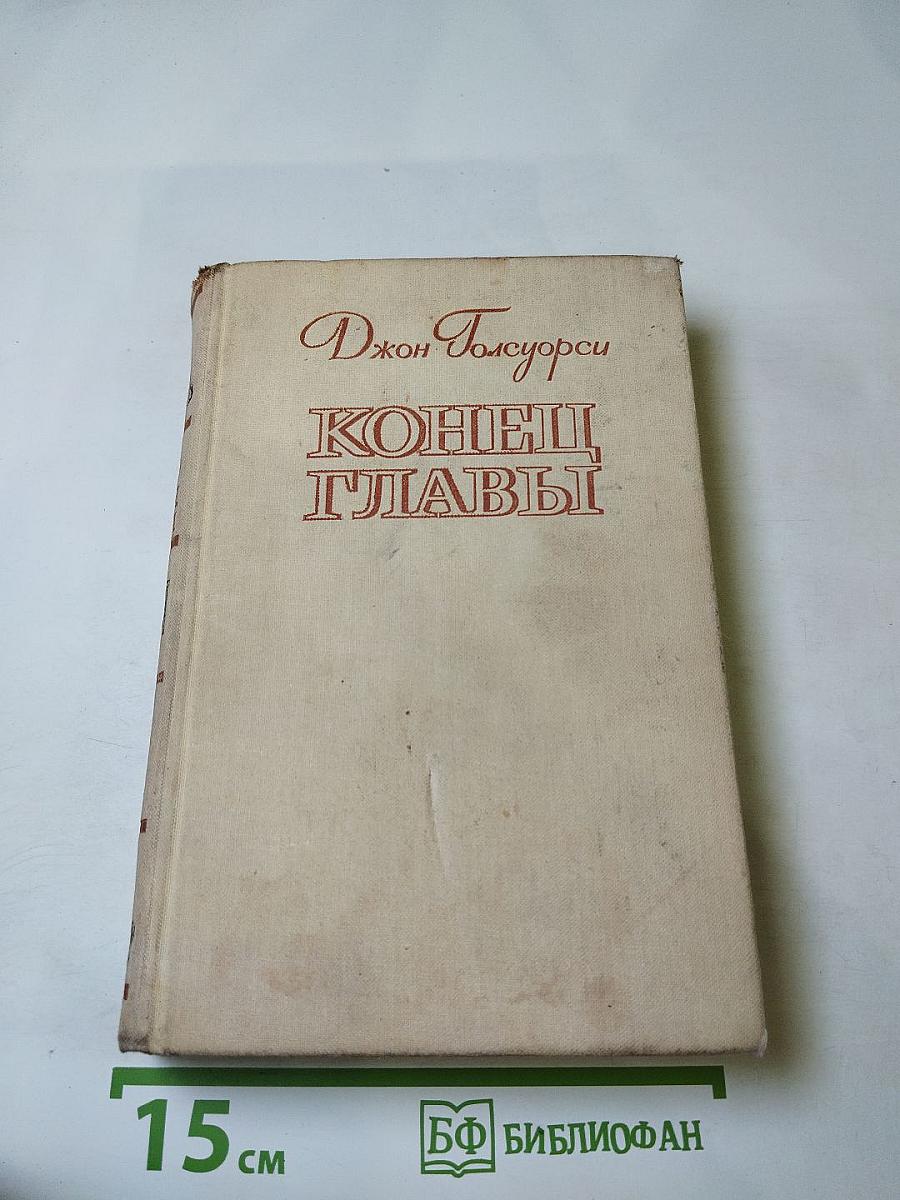 Джон Голсуорси
КОНЕЦ
ГЛАВЫ
15 см
БФ БИБЛИОФАН